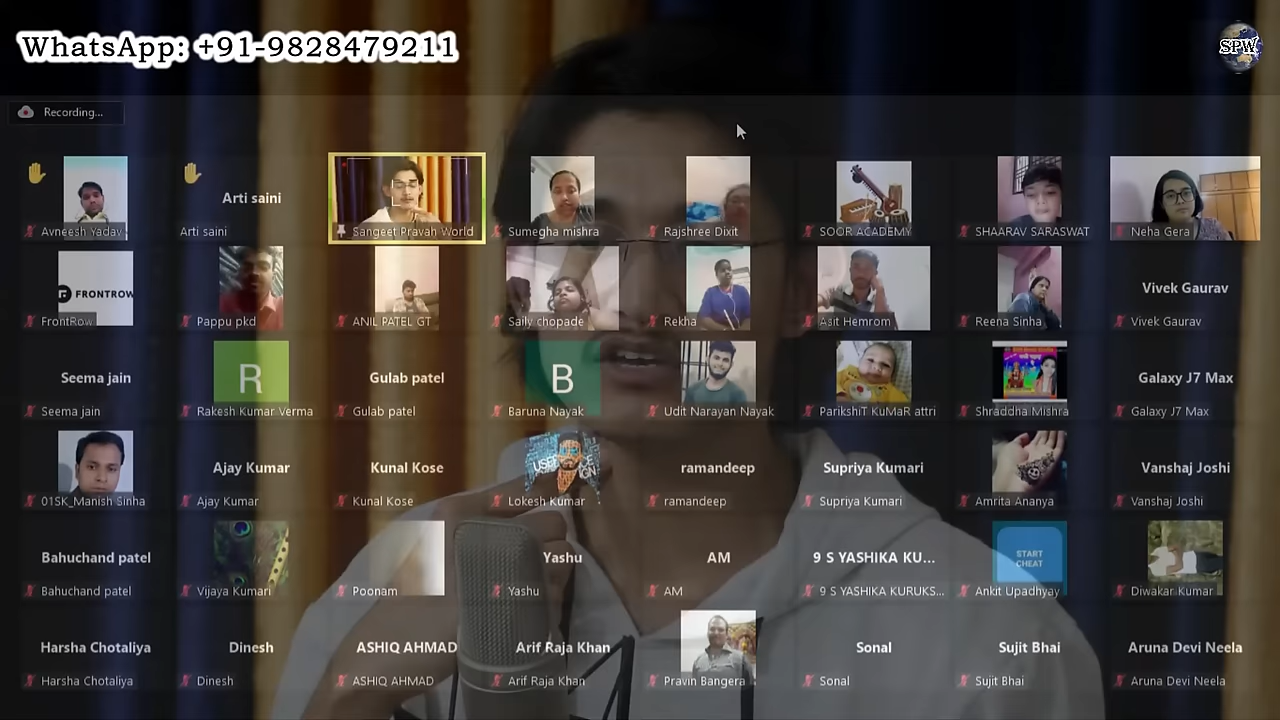 WhatsApp: +91-9828479211
SPW
Recording...
Arti saini
Avneesh Yadav
Arti saini
Sangeet Pravah World
Sumegha mishra
Rajshree Dixit
SOOR ACADEMY
SHAARAV SARASWAT
Neha Gera
FRONTROW
Vivek Gaurav
FrontRow
Pappu pkd
ANIL PATEL GT
Saily chopade
Rekha
Asit Hemrom
Reena Sinha
Vivek Gaurav
Seema jain
R
Gulab patel
B
Galaxy J7 Max
Seema jain
Rakesh Kumar Verma
Gulab patel
Baruna Nayak
Udit Narayan Nayak
ParikshiT KuMaR attri
Shraddha Mishra
Galaxy J7 Max
Ajay Kumar
Kunal Kose
ramandeep
Supriya Kumari
Vanshaj Joshi
01SK_Manish Sinha
Ajay Kumar
Kunal Kose
Lokesh Kumar
ramandeep
Supriya Kumari
Amrita Ananya
Vanshaj Joshi
Bahuchand patel
Yashu
AM
9 S YASHIKA KU...
START
CHEAT
Bahuchand patel
Vijaya Kumari
Poonam
Yashu
AM
9 S YASHIKA KURUKS...
Ankit Upadhyay
Diwakar Kumar
Harsha Chotaliya
Dinesh
ASHIQ AHMAD
Arif Raja Khan
Sonal
Sujit Bhai
Aruna Devi Neela
Harsha Chotaliya
Dinesh
ASHIQ AHMAD
Arif Raja Khan
Pravin Bangera
Sonal
Sujit Bhai
Aruna Devi Neela